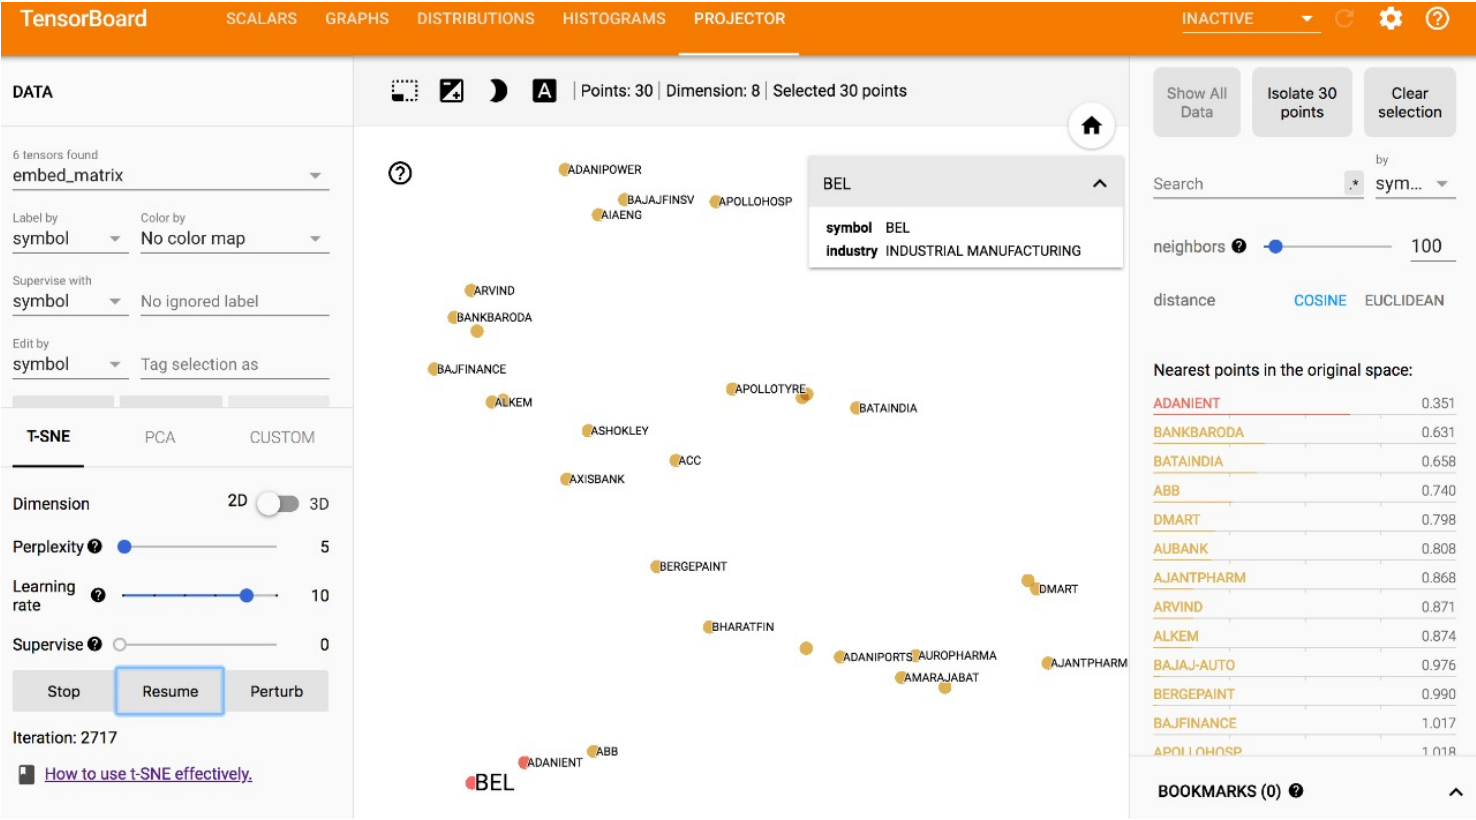 TensorBoard SCALARS GRAPHS DISTRIBUTIONS HISTOGRAMS PROJECTOR INACTIVE
DATA
6 tensors found
embed_matrix
Label by Color by
symbol No color map
Supervise with
symbol No ignored label
Edit by
symbol Tag selection as
T-SNE PCA CUSTOM
Dimension 2D 3D
Perplexity 5
Learning
rate 10
Supervise 0
Stop Resume Perturb
Iteration: 2717
How to use t-SNE effectively.
A | Points: 30 | Dimension: 8 | Selected 30 points
BEL
symbol BEL
industry INDUSTRIAL MANUFACTURING
ADANIPOWER
BAJAJFINSV
APOLLOHOSP
AIAENG
ARVIND
BANKBARODA
BAJFINANCE
APOLLOTYRE
ALKEM
BATAINDIA
ASHOKLEY
ACC
AXISBANK
BERGEPAINT
DMART
BHARATFIN
ADANIPORTS
AUROPHARMA
AJANTPHARM
AMARAJABAT
ABB
ADANIENT
BEL
Show All
Data
Isolate 30
points
Clear
selection
by
Search .* sym...
neighbors 100
distance COSINE EUCLIDEAN
Nearest points in the original space:
ADANIENT 0.351
BANKBARODA 0.631
BATAINDIA 0.658
ABB 0.740
DMART 0.798
AUBANK 0.808
AJANTPHARM 0.868
ARVIND 0.871
ALKEM 0.874
BAJAJ-AUTO 0.976
BERGEPAINT 0.990
BAJFINANCE 1.017
APOLLOHOSP 1.018
BOOKMARKS (0)